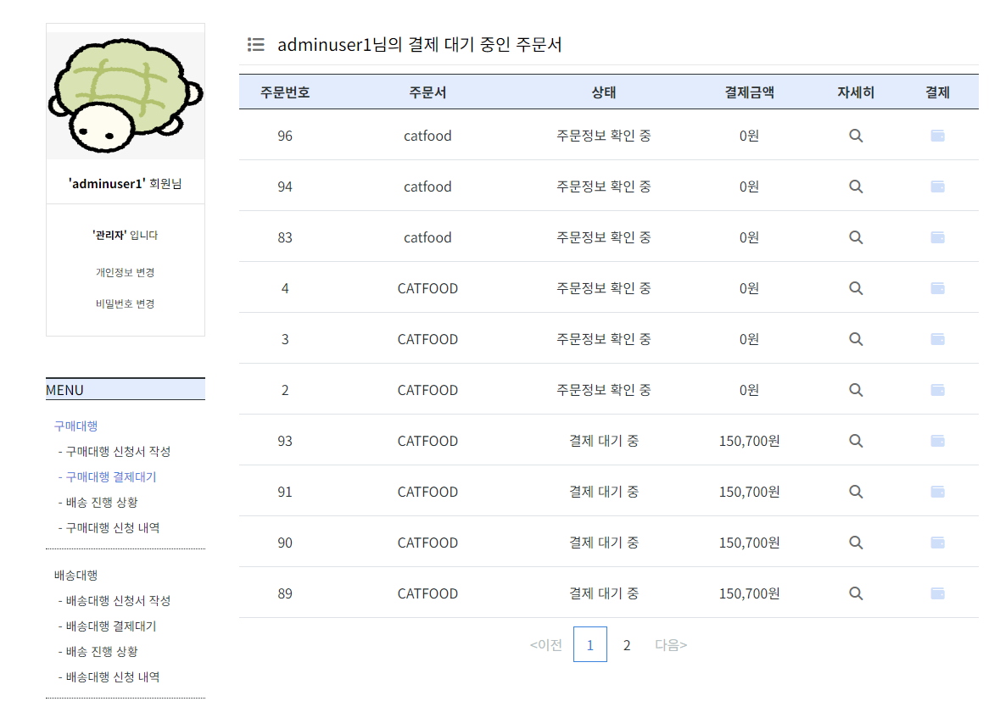 'adminuser1' 회원님
'관리자' 입니다
개인정보 변경
비밀번호 변경
MENU
구매대행
- 구매대행 신청서 작성
- 구매대행 결제대기
- 배송 진행 상황
- 구매대행 신청 내역
배송대행
- 배송대행 신청서 작성
- 배송대행 결제대기
- 배송 진행 상황
- 배송대행 신청 내역
adminuser1님의 결제 대기 중인 주문서
주문번호 주문서 상태 결제금액 자세히 결제
96 catfood 주문정보 확인 중 0원
94 catfood 주문정보 확인 중 0원
83 catfood 주문정보 확인 중 0원
4 CATFOOD 주문정보 확인 중 0원
3 CATFOOD 주문정보 확인 중 0원
2 CATFOOD 주문정보 확인 중 0원
93 CATFOOD 결제 대기 중 150,700원
91 CATFOOD 결제 대기 중 150,700원
90 CATFOOD 결제 대기 중 150,700원
89 CATFOOD 결제 대기 중 150,700원
<이전 1 2 다음>